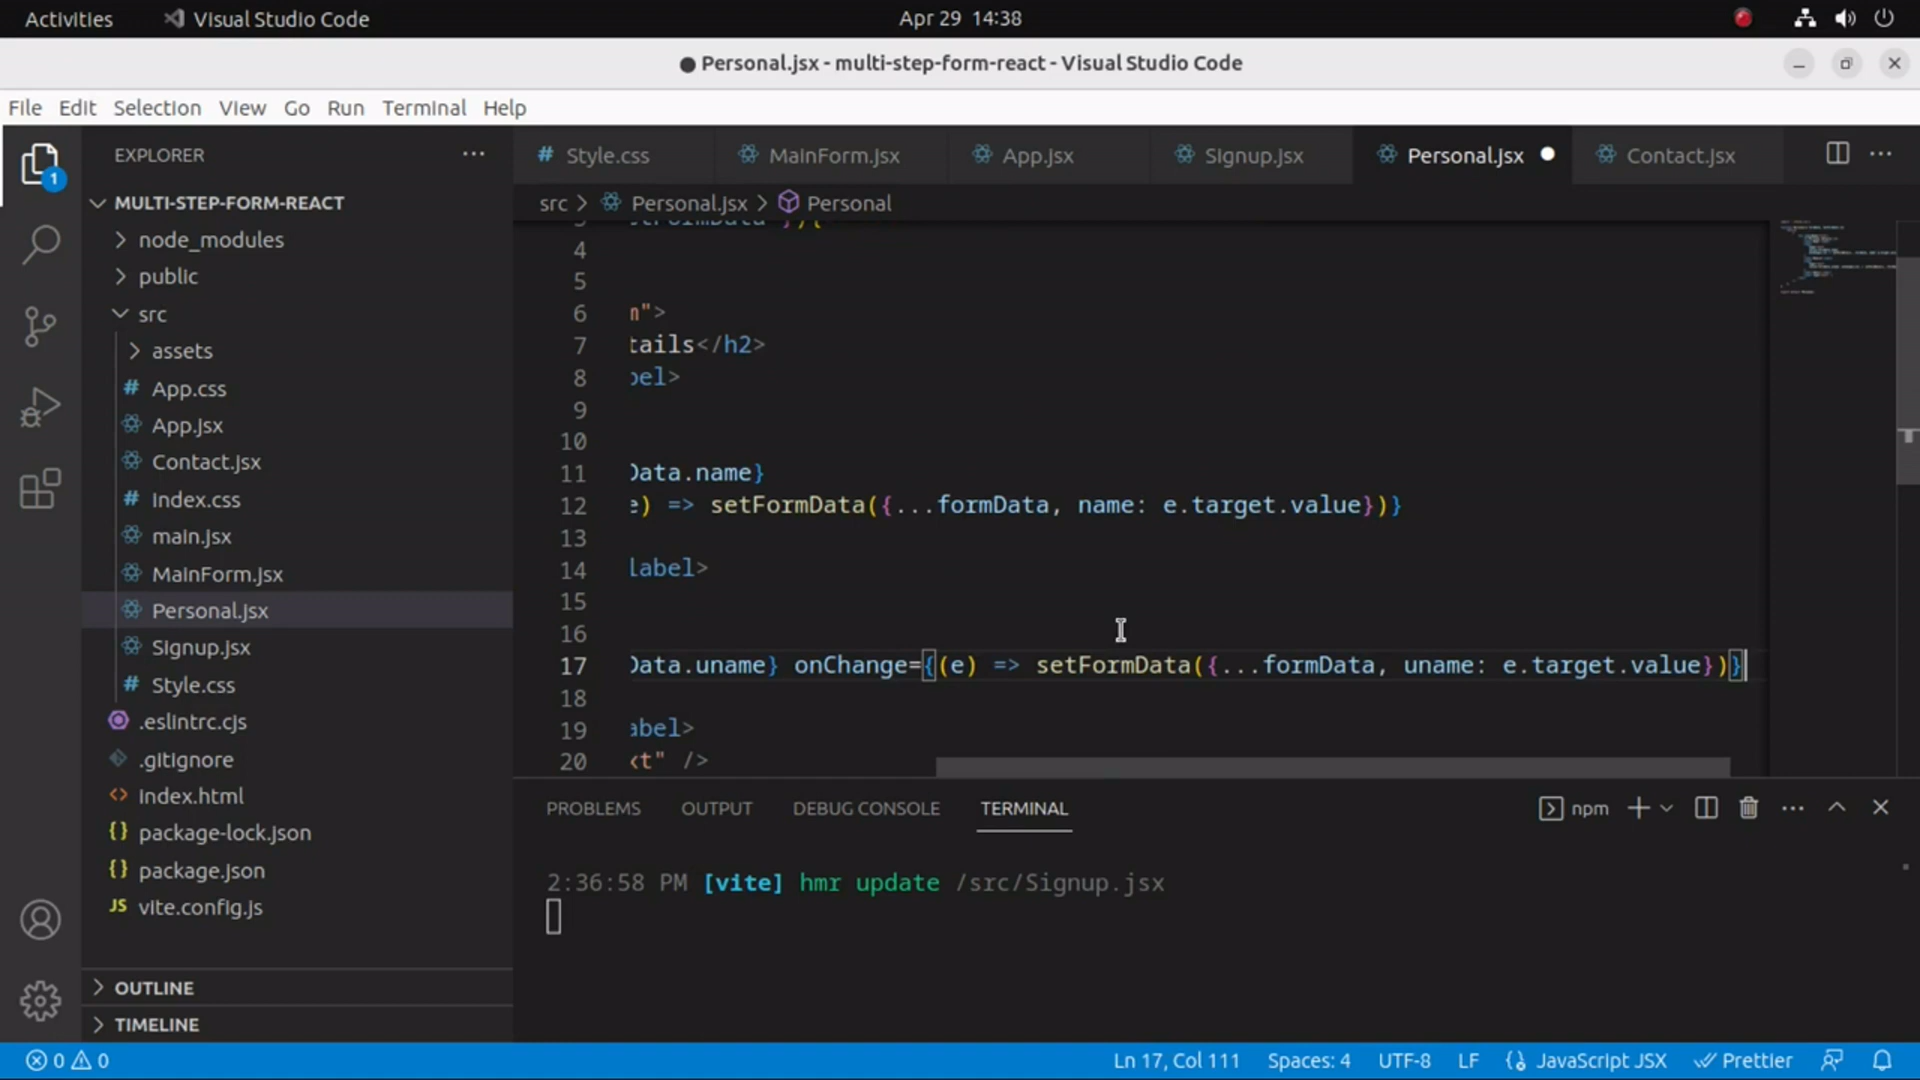 Activities Visual Studio Code Apr 29 14:38
● Personal.jsx - multi-step-form-react - Visual Studio Code
File Edit Selection View Go Run Terminal Help
EXPLORER
1
MULTI-STEP-FORM-REACT
node_modules
public
src
assets
# App.css
App.jsx
Contact.jsx
# index.css
main.jsx
MainForm.jsx
Personal.jsx
Signup.jsx
# Style.css
.eslintrc.cjs
.gitignore
<> index.html
{} package-lock.json
{} package.json
JS vite.config.js
OUTLINE
TIMELINE
# Style.css MainForm.jsx App.jsx Signup.jsx Personal.jsx ● Contact.jsx
src > Personal.jsx > Personal
4
5
6 m">
7 tails</h2>
8 bel>
9
10
11 Data.name}
12 e) => setFormData({...formData, name: e.target.value})}
13
14 label>
15
16
17 Data.uname} onChange={(e) => setFormData({...formData, uname: e.target.value})}
18
19 abel>
20 xt" />
PROBLEMS OUTPUT DEBUG CONSOLE TERMINAL npm
2:36:58 PM [vite] hmr update /src/Signup.jsx
0 0 Ln 17, Col 111 Spaces: 4 UTF-8 LF {} JavaScript JSX Prettier